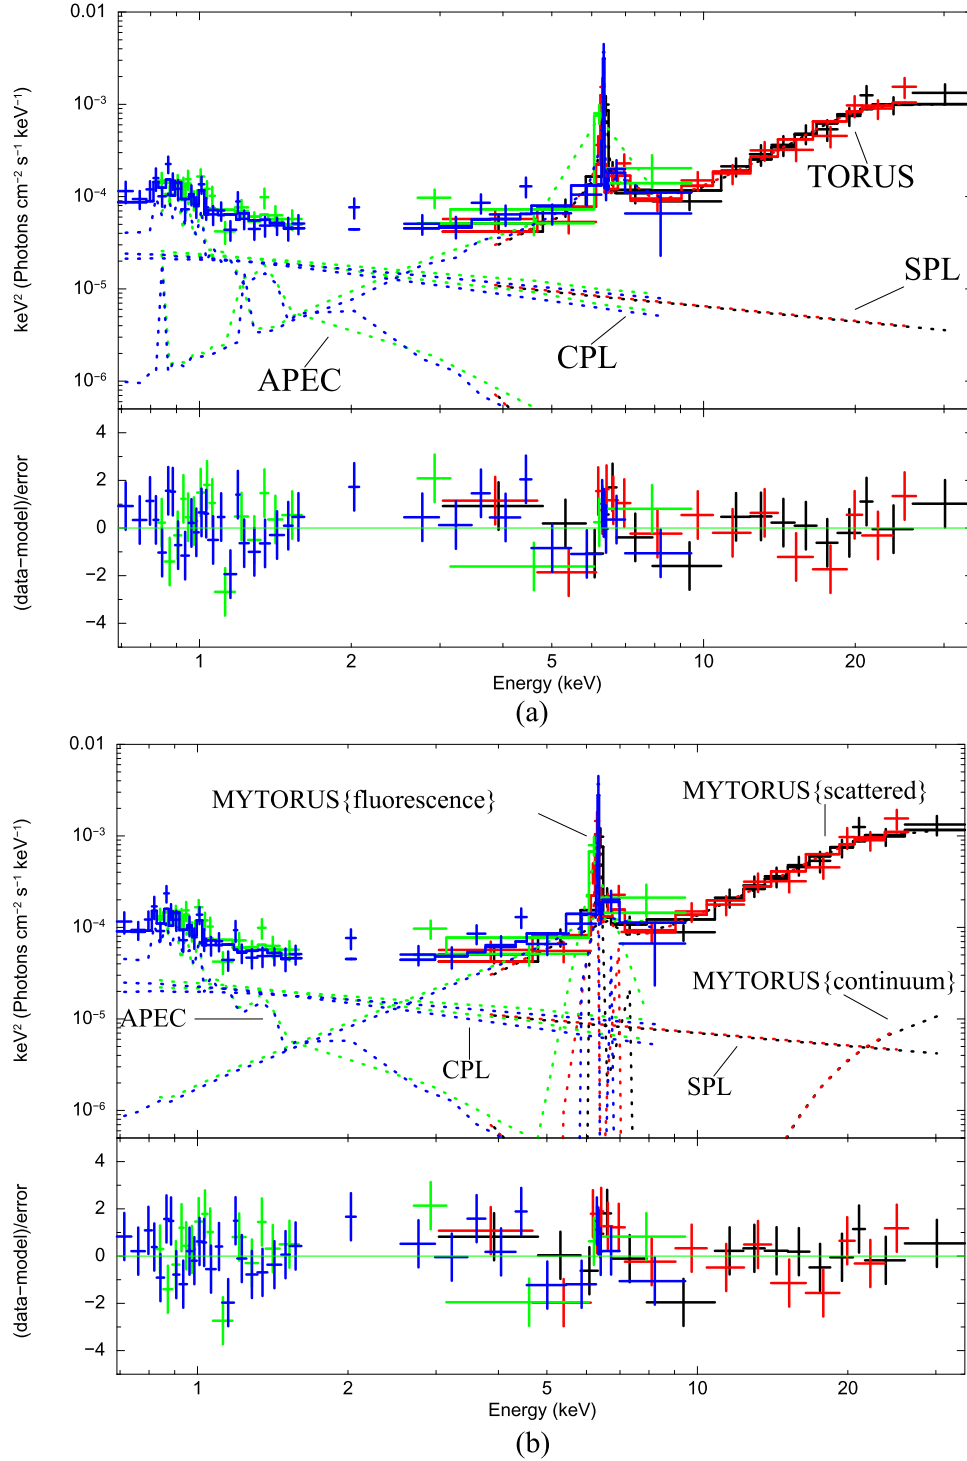 0.01
10⁻³
10⁻⁴
10⁻⁵
10⁻⁶
keV² (Photons cm⁻² s⁻¹ keV⁻¹)
TORUS
SPL
CPL
APEC
4
2
0
−2
−4
(data−model)/error
1 2 5 10 20
Energy (keV)
(a)
0.01
10⁻³
10⁻⁴
10⁻⁵
10⁻⁶
keV² (Photons cm⁻² s⁻¹ keV⁻¹)
MYTORUS{fluorescence}
MYTORUS{scattered}
MYTORUS{continuum}
APEC
CPL
SPL
4
2
0
−2
−4
(data−model)/error
1 2 5 10 20
Energy (keV)
(b)